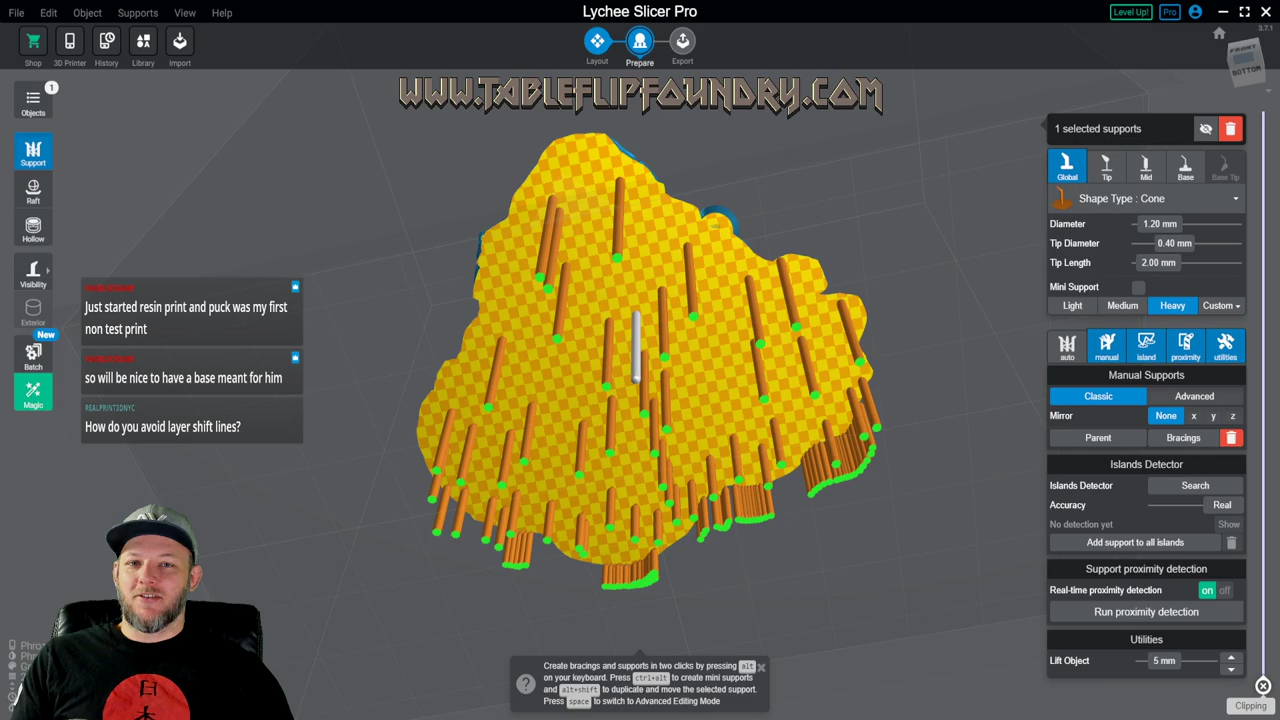 File Edit Object Supports View Help
Lychee Slicer Pro
Level Up! Pro
3.7.1
Shop 3D Printer History Library Import
Layout Prepare Export
FRONT
BOTTOM
www.TableFlipFoundry.com
1
Objects
Support
Raft
Hollow
Visibility
Exterior
New
Batch
Magic
Just started resin print and puck was my first
non test print
so will be nice to have a base meant for him
REALPRINT3DNYC
How do you avoid layer shift lines?
1 selected supports
Global Tip Mid Base Base Tip
Shape Type : Cone
Diameter 1.20 mm
Tip Diameter 0.40 mm
Tip Length 2.00 mm
Mini Support
Light Medium Heavy Custom
auto manual island proximity utilities
Manual Supports
Classic Advanced
Mirror None x y z
Parent Bracings
Islands Detector
Islands Detector Search
Accuracy Real
No detection yet Show
Add support to all islands
Support proximity detection
Real-time proximity detection on off
Run proximity detection
Utilities
Lift Object 5 mm
Clipping
Create bracings and supports in two clicks by pressing alt
on your keyboard. Press ctrl+alt to create mini supports
and alt+shift to duplicate and move the selected support.
Press space to switch to Advanced Editing Mode
?
日
本